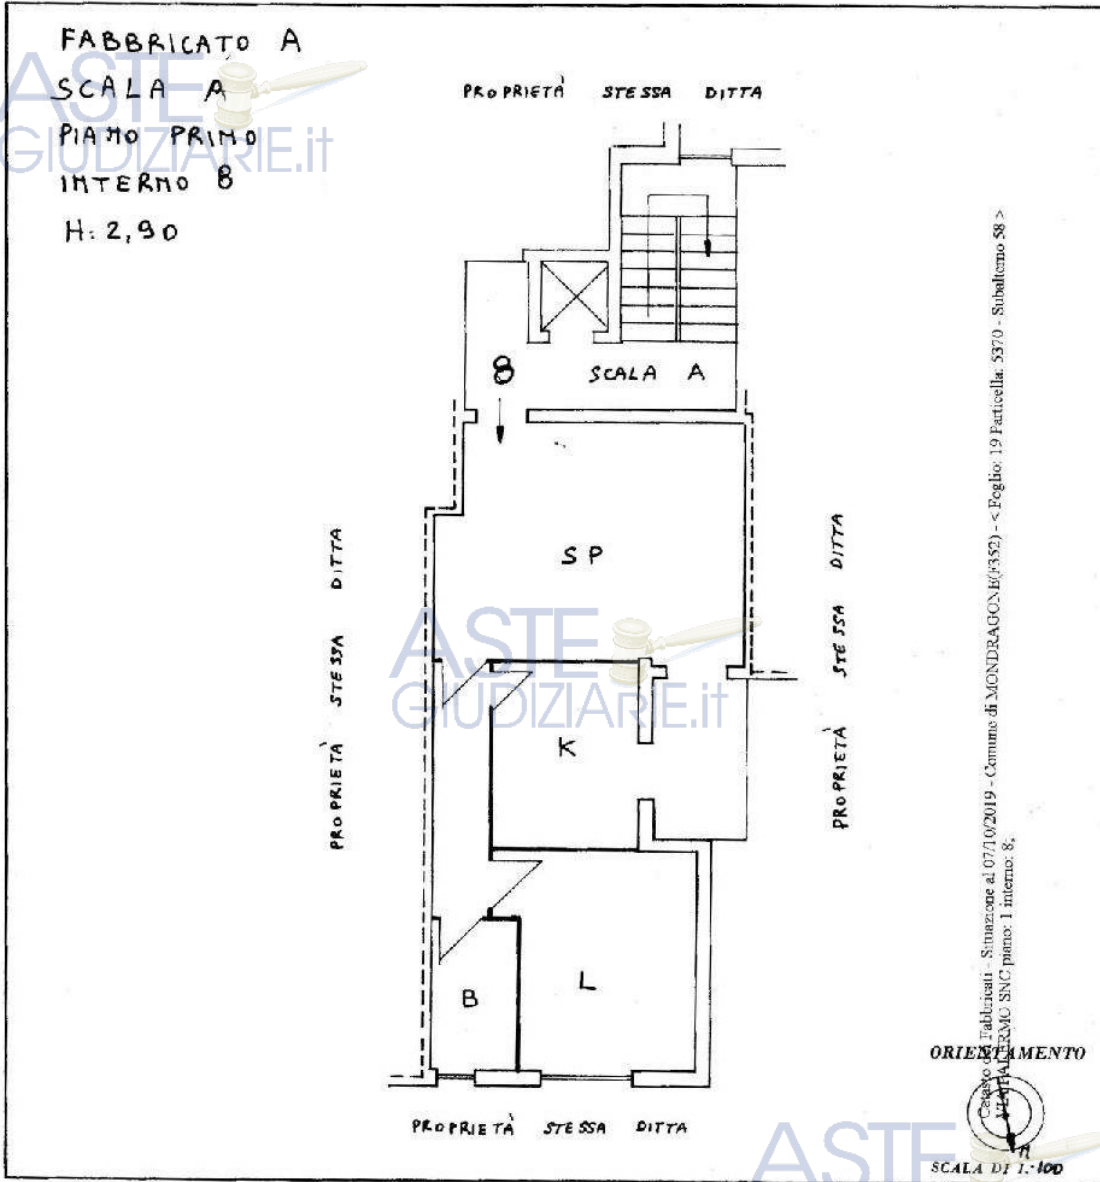 FABBRICATO A
SCALA A
PIANO PRIMO
INTERNO 8
H: 2,90
ASTE
GIUDIZIARIE.it
PROPRIETÀ STESSA DITTA
8
SCALA A
PROPRIETÀ STESSA DITTA
SP
PROPRIETÀ STESSA DITTA
ASTE
GIUDIZIARIE.it
K
B
L
PROPRIETÀ STESSA DITTA
Catasto dei Fabbricati - Situazione al 07/10/2019 - Comune di MONDRAGONE(F352) - < Foglio: 19 Particella: 5370 - Subalterno 58 >
VIA PALERMO SNC piano: 1 interno: 8;
ORIENTAMENTO
n
SCALA DI 1:100
ASTE